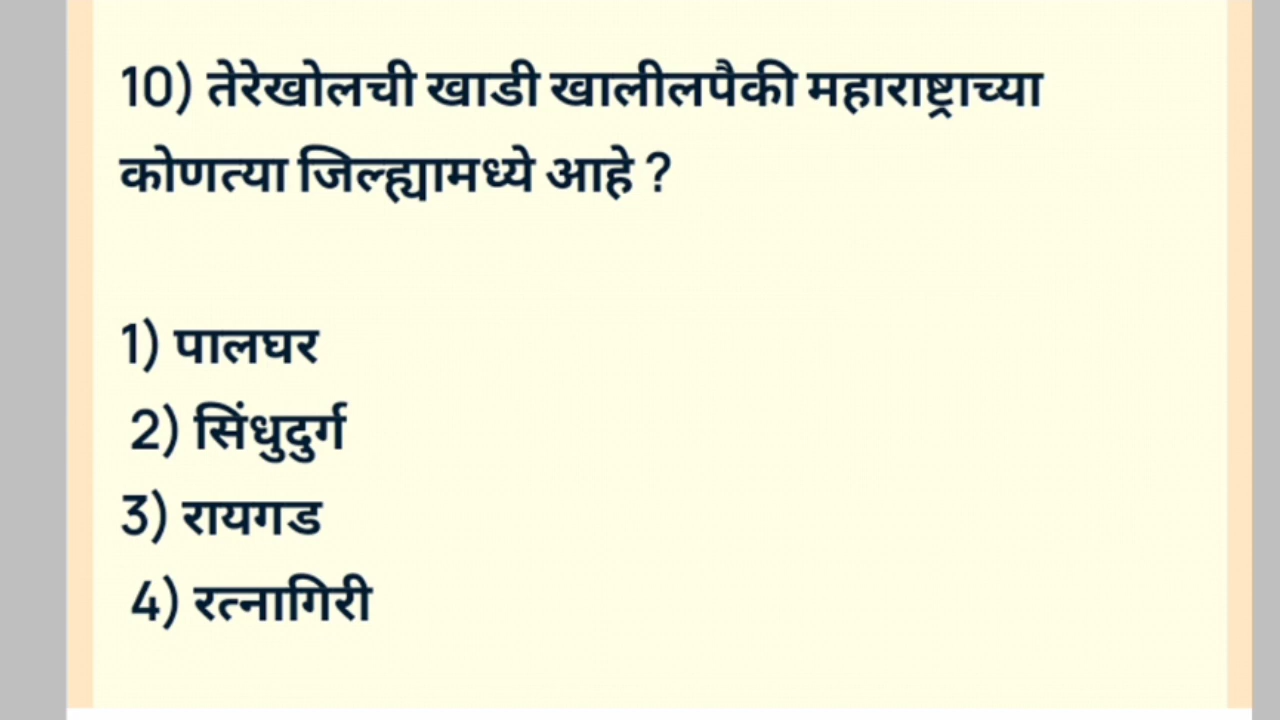 10) तेरेखोलची खाडी खालीलपैकी महाराष्ट्राच्या
कोणत्या जिल्ह्यामध्ये आहे ?
1) पालघर
2) सिंधुदुर्ग
3) रायगड
4) रत्नागिरी